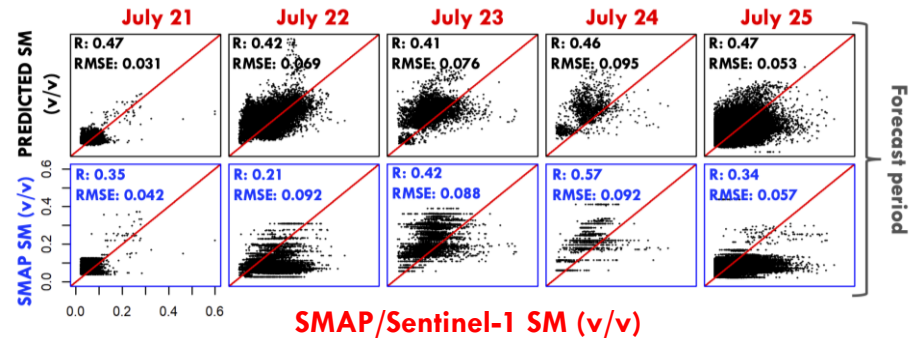 July 21 July 22 July 23 July 24 July 25
PREDICTED SM
(v/v)
R: 0.47
RMSE: 0.031
R: 0.42
RMSE: 0.069
R: 0.41
RMSE: 0.076
R: 0.46
RMSE: 0.095
R: 0.47
RMSE: 0.053
SMAP SM (v/v)
0.6
0.4
0.2
0.0
R: 0.35
RMSE: 0.042
R: 0.21
RMSE: 0.092
R: 0.42
RMSE: 0.088
R: 0.57
RMSE: 0.092
R: 0.34
RMSE: 0.057
Forecast period
0.0 0.2 0.4 0.6
SMAP/Sentinel-1 SM (v/v)